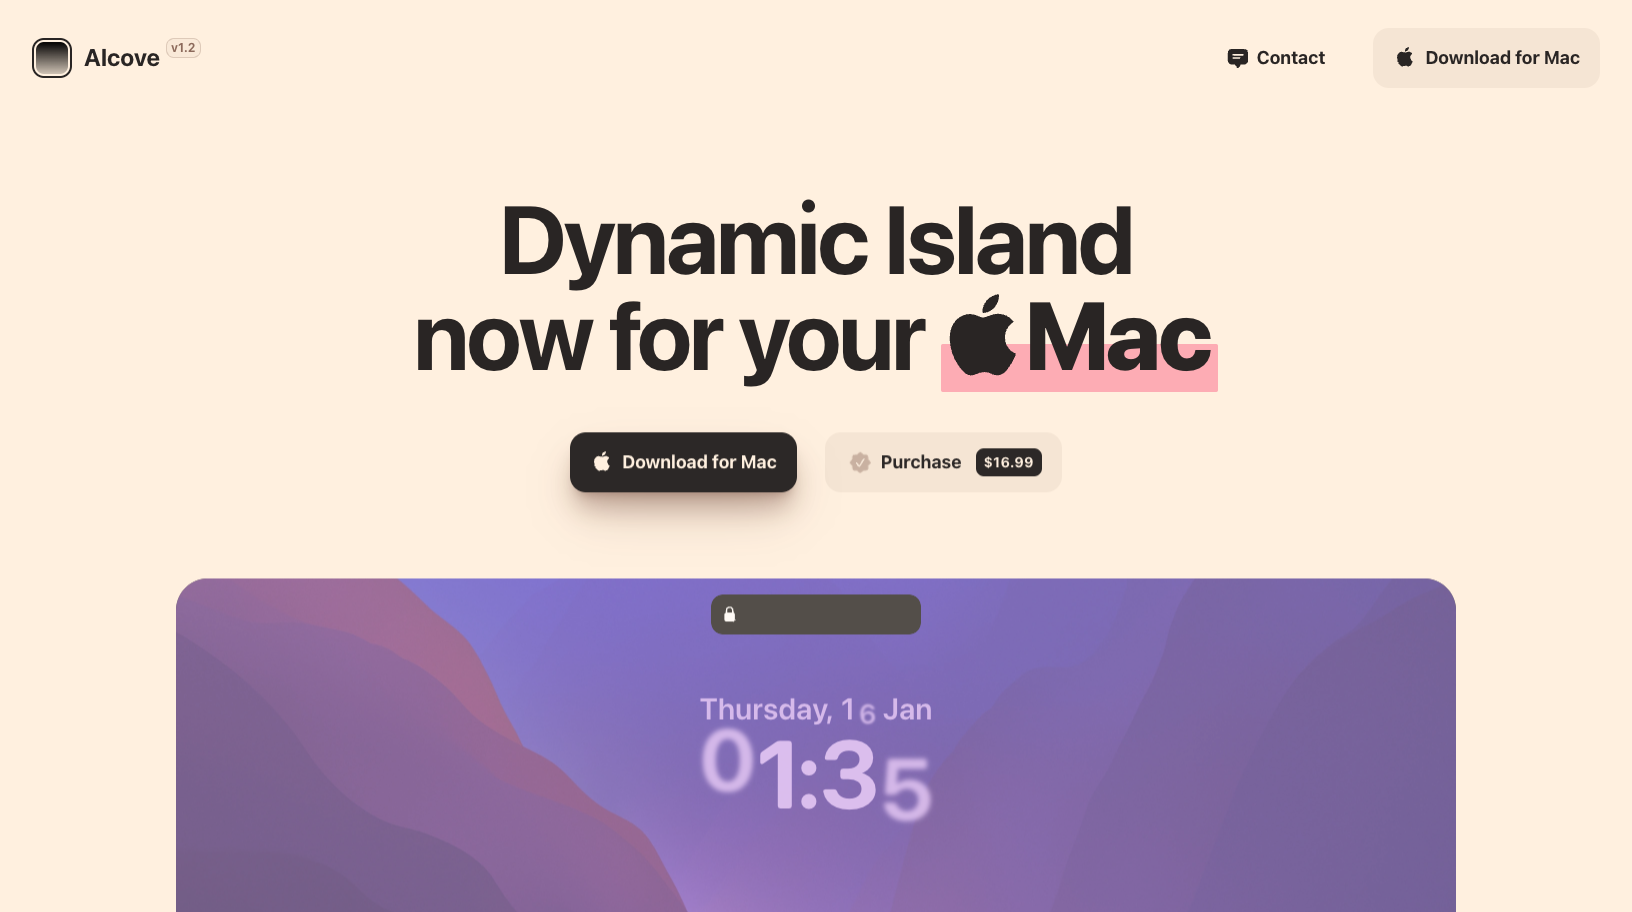 Alcove v1.2
Contact
Download for Mac
Dynamic Island
now for your Mac
Download for Mac
Purchase $16.99
Thursday, 16 Jan
01:35